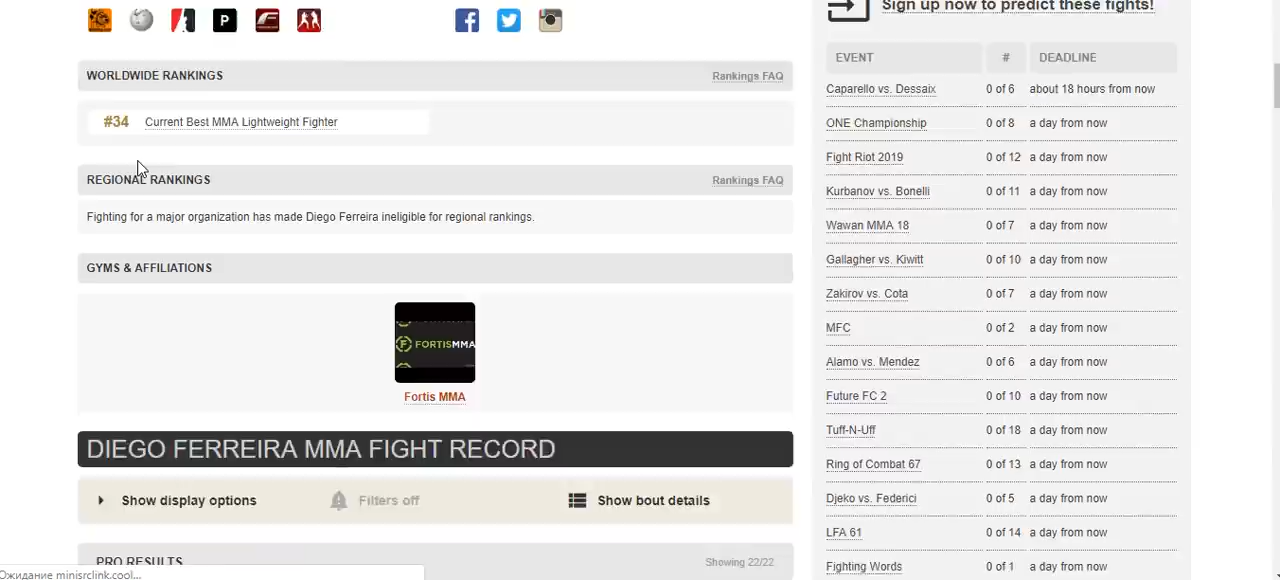 P
Sign up now to predict these fights!
WORLDWIDE RANKINGS
Rankings FAQ
#34 Current Best MMA Lightweight Fighter
REGIONAL RANKINGS
Rankings FAQ
Fighting for a major organization has made Diego Ferreira ineligible for regional rankings.
GYMS & AFFILIATIONS
FORTISMMA
Fortis MMA
DIEGO FERREIRA MMA FIGHT RECORD
Show display options
Filters off
Show bout details
PRO RESULTS
Showing 22/22
Ожидание minisrclink.cool...
EVENT # DEADLINE
Caparello vs. Dessaix 0 of 6 about 18 hours from now
ONE Championship 0 of 8 a day from now
Fight Riot 2019 0 of 12 a day from now
Kurbanov vs. Bonelli 0 of 11 a day from now
Wawan MMA 18 0 of 7 a day from now
Gallagher vs. Kiwitt 0 of 10 a day from now
Zakirov vs. Cota 0 of 7 a day from now
MFC 0 of 2 a day from now
Alamo vs. Mendez 0 of 6 a day from now
Future FC 2 0 of 10 a day from now
Tuff-N-Uff 0 of 18 a day from now
Ring of Combat 67 0 of 13 a day from now
Djeko vs. Federici 0 of 5 a day from now
LFA 61 0 of 14 a day from now
Fighting Words 0 of 1 a day from now